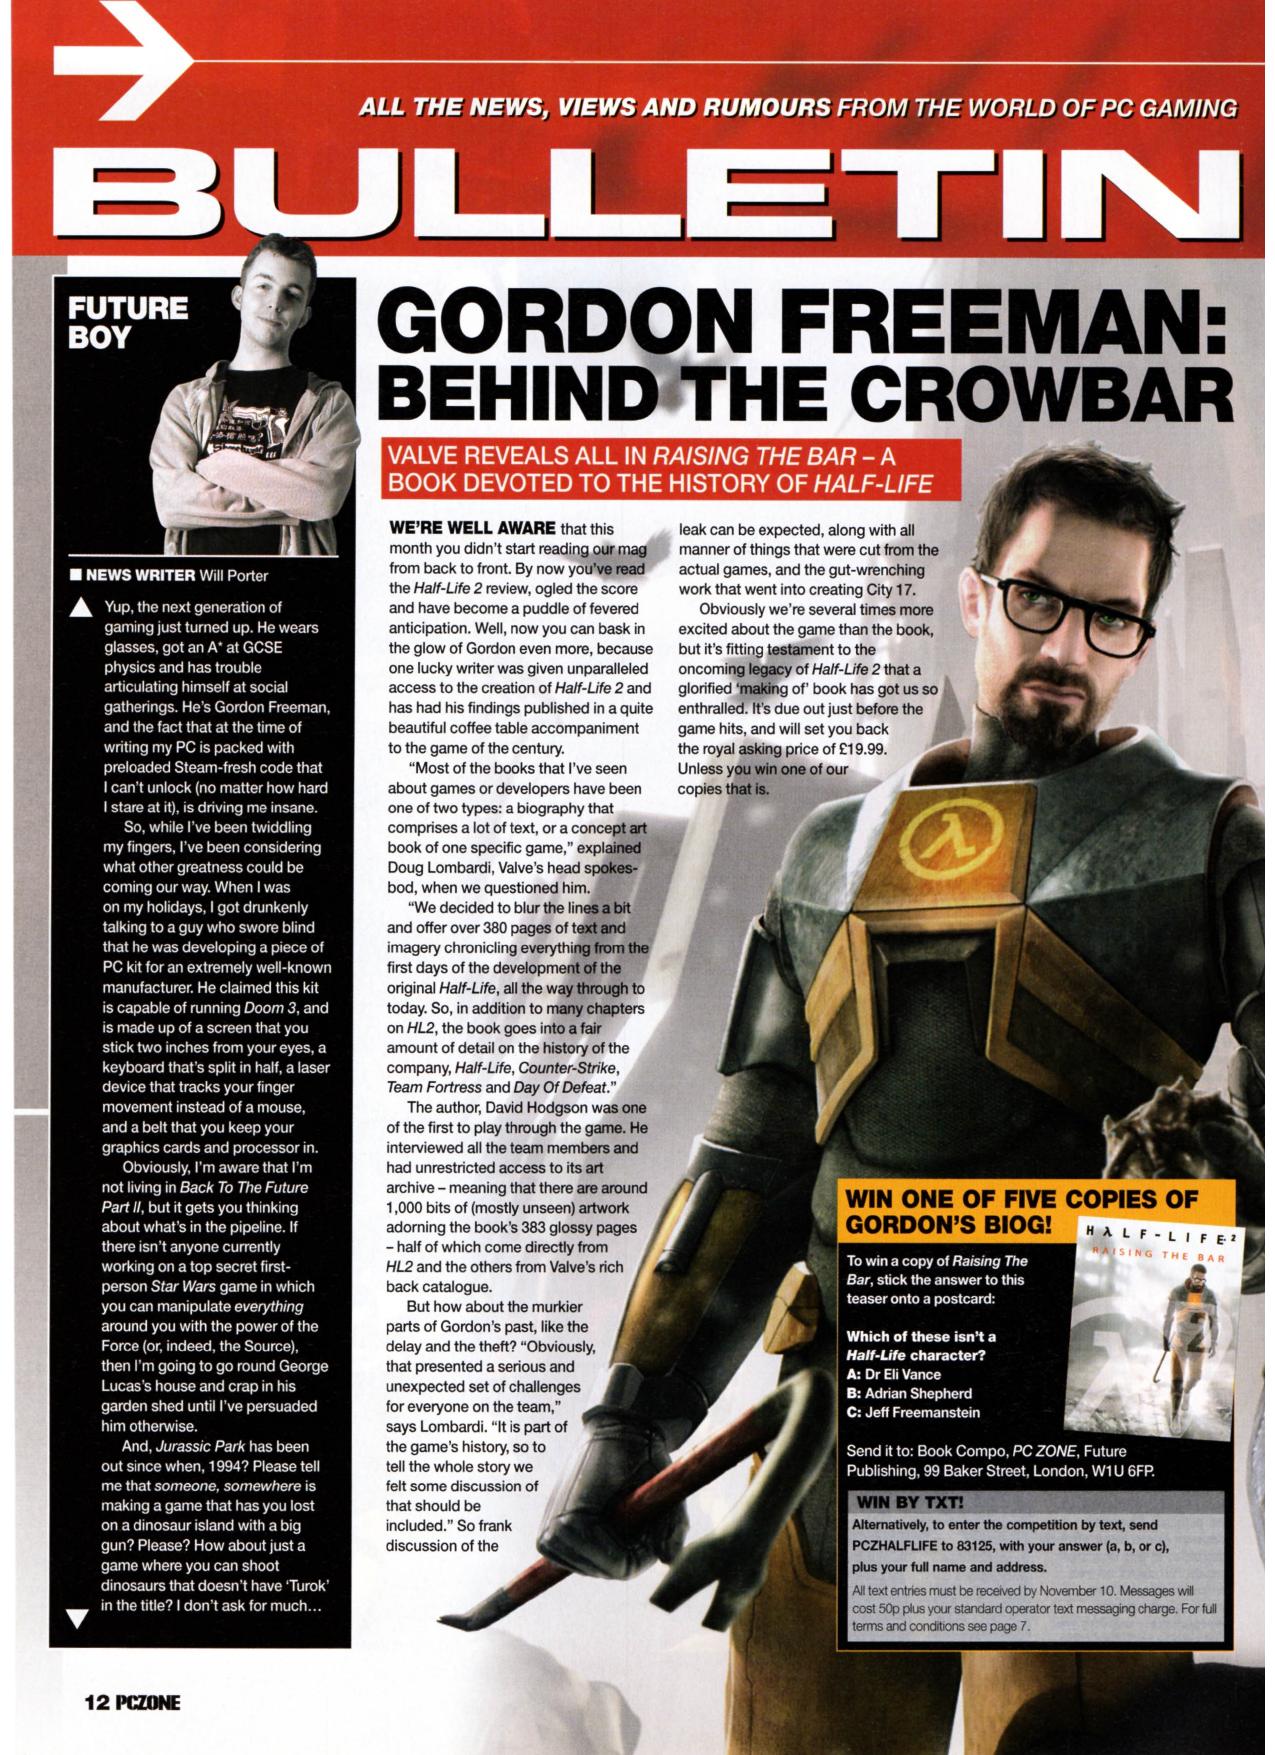 ALL THE NEWS, VIEWS AND RUMOURS FROM THE WORLD OF PC GAMING
BULLETIN
FUTURE
BOY
NEWS WRITER Will Porter
Yup, the next generation of
gaming just turned up. He wears
glasses, got an A* at GCSE
physics and has trouble
articulating himself at social
gatherings. He's Gordon Freeman,
and the fact that at the time of
writing my PC is packed with
preloaded Steam-fresh code that
I can't unlock (no matter how hard
I stare at it), is driving me insane.
So, while I've been twiddling
my fingers, I've been considering
what other greatness could be
coming our way. When I was
on my holidays, I got drunkenly
talking to a guy who swore blind
that he was developing a piece of
PC kit for an extremely well-known
manufacturer. He claimed this kit
is capable of running Doom 3, and
is made up of a screen that you
stick two inches from your eyes, a
keyboard that's split in half, a laser
device that tracks your finger
movement instead of a mouse,
and a belt that you keep your
graphics cards and processor in.
Obviously, I'm aware that I'm
not living in Back To The Future
Part II, but it gets you thinking
about what's in the pipeline. If
there isn't anyone currently
working on a top secret first-
person Star Wars game in which
you can manipulate everything
around you with the power of the
Force (or, indeed, the Source),
then I'm going to go round George
Lucas's house and crap in his
garden shed until I've persuaded
him otherwise.
And, Jurassic Park has been
out since when, 1994? Please tell
me that someone, somewhere is
making a game that has you lost
on a dinosaur island with a big
gun? Please? How about just a
game where you can shoot
dinosaurs that doesn't have 'Turok'
in the title? I don't ask for much...
GORDON FREEMAN:
BEHIND THE CROWBAR
VALVE REVEALS ALL IN RAISING THE BAR – A
BOOK DEVOTED TO THE HISTORY OF HALF-LIFE
WE'RE WELL AWARE that this
month you didn't start reading our mag
from back to front. By now you've read
the Half-Life 2 review, ogled the score
and have become a puddle of fevered
anticipation. Well, now you can bask in
the glow of Gordon even more, because
one lucky writer was given unparalleled
access to the creation of Half-Life 2 and
has had his findings published in a quite
beautiful coffee table accompaniment
to the game of the century.
"Most of the books that I've seen
about games or developers have been
one of two types: a biography that
comprises a lot of text, or a concept art
book of one specific game," explained
Doug Lombardi, Valve's head spokes-
bod, when we questioned him.
"We decided to blur the lines a bit
and offer over 380 pages of text and
imagery chronicling everything from the
first days of the development of the
original Half-Life, all the way through to
today. So, in addition to many chapters
on HL2, the book goes into a fair
amount of detail on the history of the
company, Half-Life, Counter-Strike,
Team Fortress and Day Of Defeat."
The author, David Hodgson was one
of the first to play through the game. He
interviewed all the team members and
had unrestricted access to its art
archive – meaning that there are around
1,000 bits of (mostly unseen) artwork
adorning the book's 383 glossy pages
– half of which come directly from
HL2 and the others from Valve's rich
back catalogue.
But how about the murkier
parts of Gordon's past, like the
delay and the theft? "Obviously,
that presented a serious and
unexpected set of challenges
for everyone on the team,"
says Lombardi. "It is part of
the game's history, so to
tell the whole story we
felt some discussion of
that should be
included." So frank
discussion of the
leak can be expected, along with all
manner of things that were cut from the
actual games, and the gut-wrenching
work that went into creating City 17.
Obviously we're several times more
excited about the game than the book,
but it's fitting testament to the
oncoming legacy of Half-Life 2 that a
glorified 'making of' book has got us so
enthralled. It's due out just before the
game hits, and will set you back
the royal asking price of £19.99.
Unless you win one of our
copies that is.
WIN ONE OF FIVE COPIES OF
GORDON'S BIOG!
To win a copy of Raising The
Bar, stick the answer to this
teaser onto a postcard:
Which of these isn't a
Half-Life character?
A: Dr Eli Vance
B: Adrian Shepherd
C: Jeff Freemanstein
HλLF-LIFE²
RAISING THE BAR
Send it to: Book Compo, PC ZONE, Future
Publishing, 99 Baker Street, London, W1U 6FP.
WIN BY TXT!
Alternatively, to enter the competition by text, send
PCZHALFLIFE to 83125, with your answer (a, b, or c),
plus your full name and address.
All text entries must be received by November 10. Messages will
cost 50p plus your standard operator text messaging charge. For full
terms and conditions see page 7.
12 PCZONE